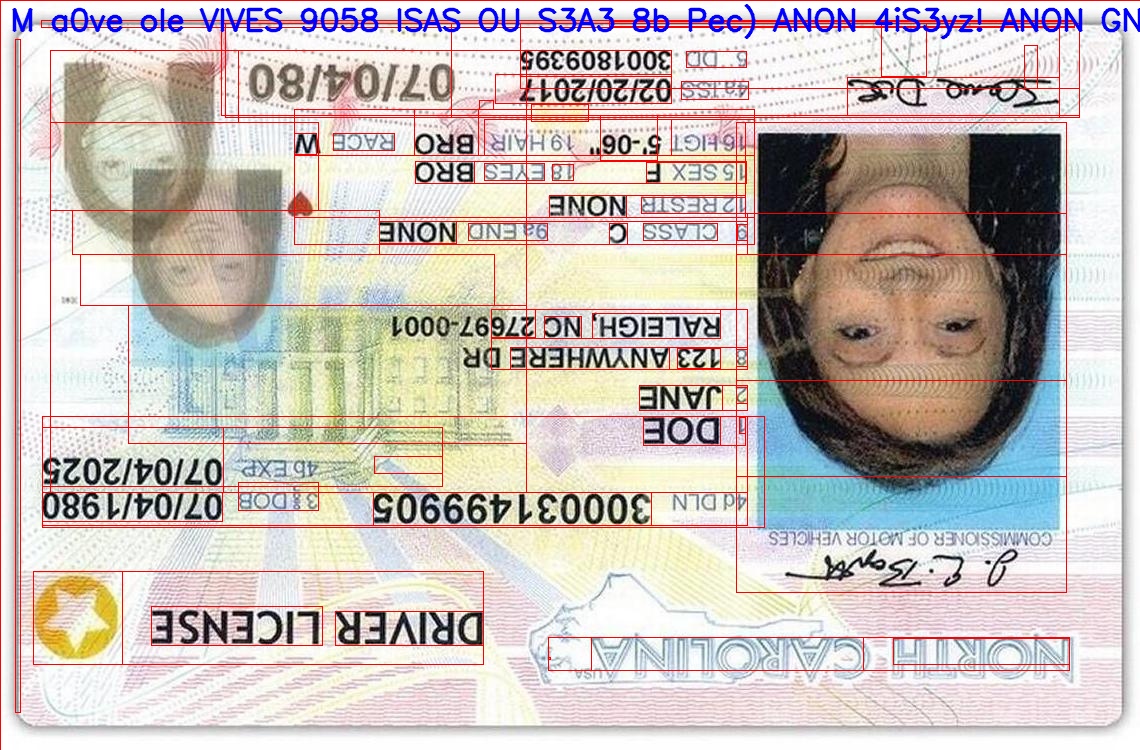 M a0ve ole VIVES 9058 ISAS OU S3A3 8b Pec) ANON 4iS3yz! ANON GN
NORTH CAROLINA
USA
DRIVER LICENSE
COMMISSIONER OF MOTOR VEHICLES
4d DLN 300031499905 3 DOB 07/04/1980
4b EXP 07/04/2025
1 DOE
2 JANE
8 123 ANYWHERE DR
RALEIGH, NC 27697-0001
9 CLASS C 9a END NONE
12 RESTR NONE
15 SEX F 18 EYES BRO
16 HGT 5'-06" 19 HAIR BRO RACE W
4a ISS 02/20/2017
5 DD 3001809395
07/04/80
Jane Doe